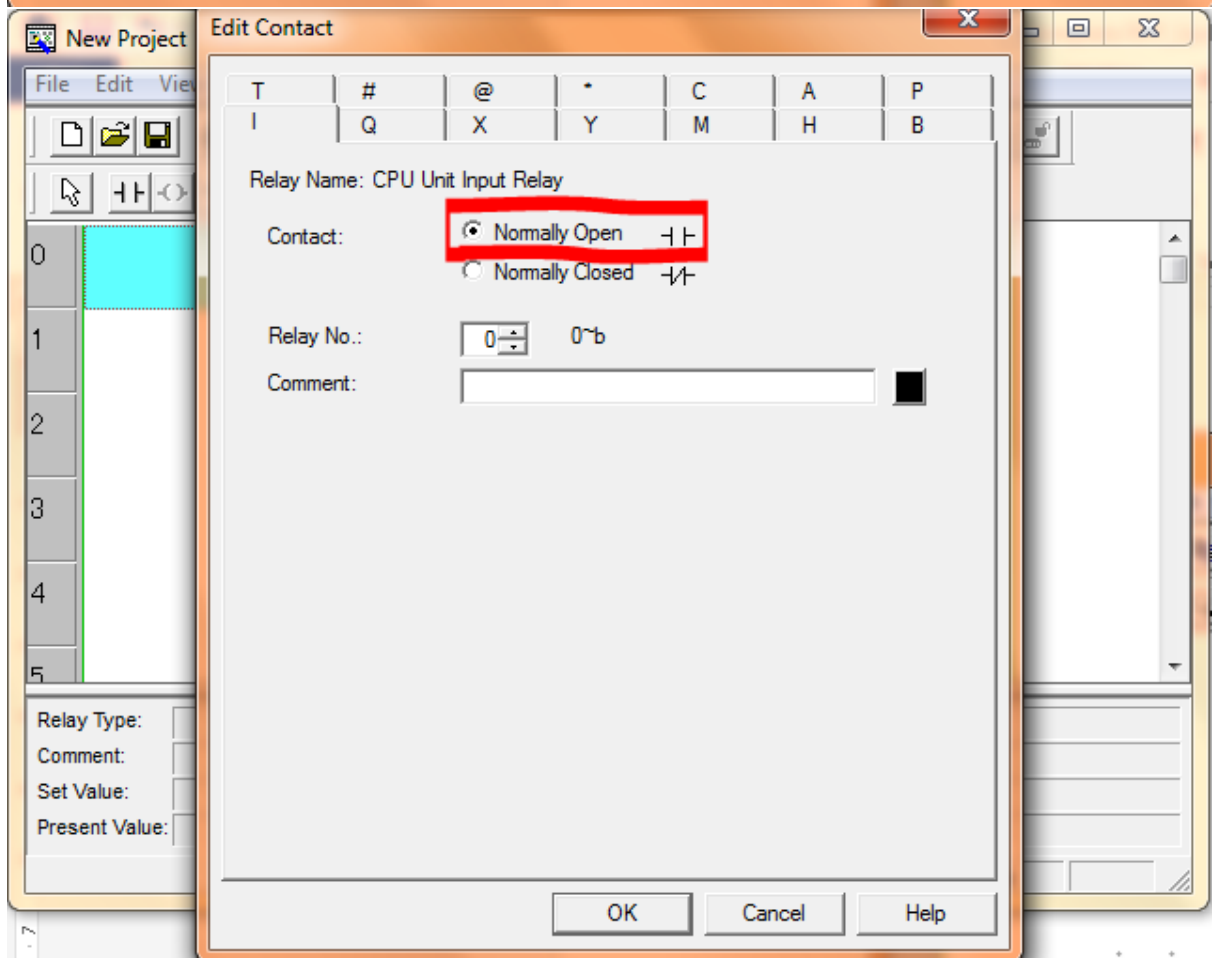 New Project
Edit Contact
File Edit View
T # @ * C A P
I Q X Y M H B
Relay Name: CPU Unit Input Relay
Contact:
Normally Open
Normally Closed
0
Relay No.: 0 0~b
1
Comment:
2
3
4
5
Relay Type:
Comment:
Set Value:
Present Value:
OK Cancel Help